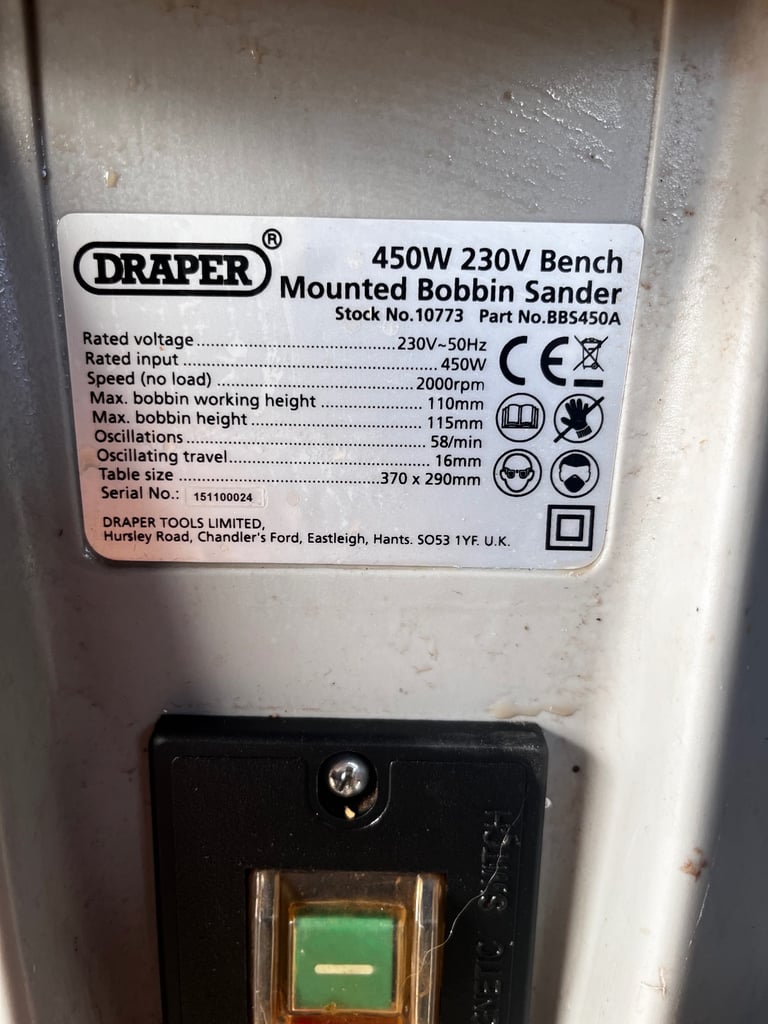 DRAPER®
450W 230V Bench
Mounted Bobbin Sander
Stock No.10773 Part No.BBS450A
Rated voltage 230V~50Hz
Rated input 450W
Speed (no load) 2000rpm
Max. bobbin working height 110mm
Max. bobbin height 115mm
Oscillations 58/min
Oscillating travel 16mm
Table size 370 x 290mm
Serial No.: 151100024
CE
DRAPER TOOLS LIMITED,
Hursley Road, Chandler's Ford, Eastleigh, Hants. SO53 1YF. U.K.
SWITCH